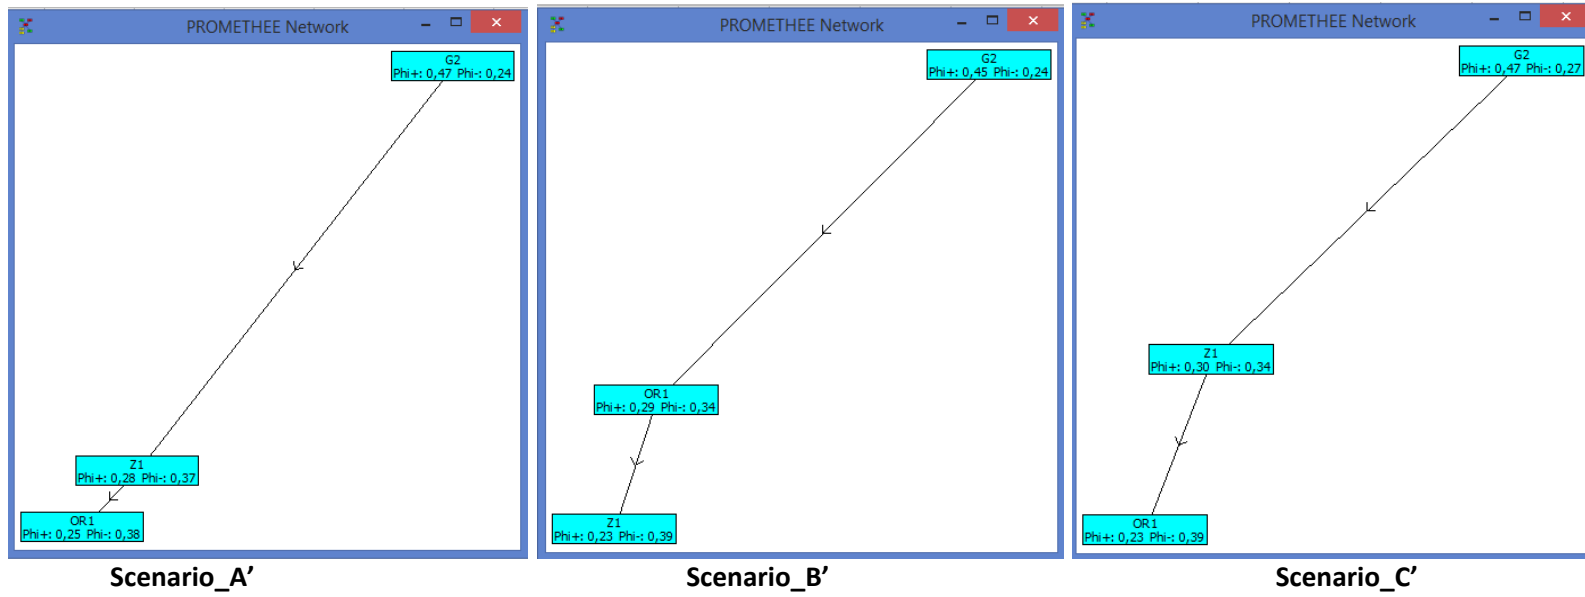 PROMETHEE Network
G2
Phi+: 0,47 Phi-: 0,24
Z1
Phi+: 0,28 Phi-: 0,37
OR1
Phi+: 0,25 Phi-: 0,38
Scenario_A’
PROMETHEE Network
G2
Phi+: 0,45 Phi-: 0,24
OR1
Phi+: 0,29 Phi-: 0,34
Z1
Phi+: 0,23 Phi-: 0,39
Scenario_B’
PROMETHEE Network
G2
Phi+: 0,47 Phi-: 0,27
Z1
Phi+: 0,30 Phi-: 0,34
OR1
Phi+: 0,23 Phi-: 0,39
Scenario_C’